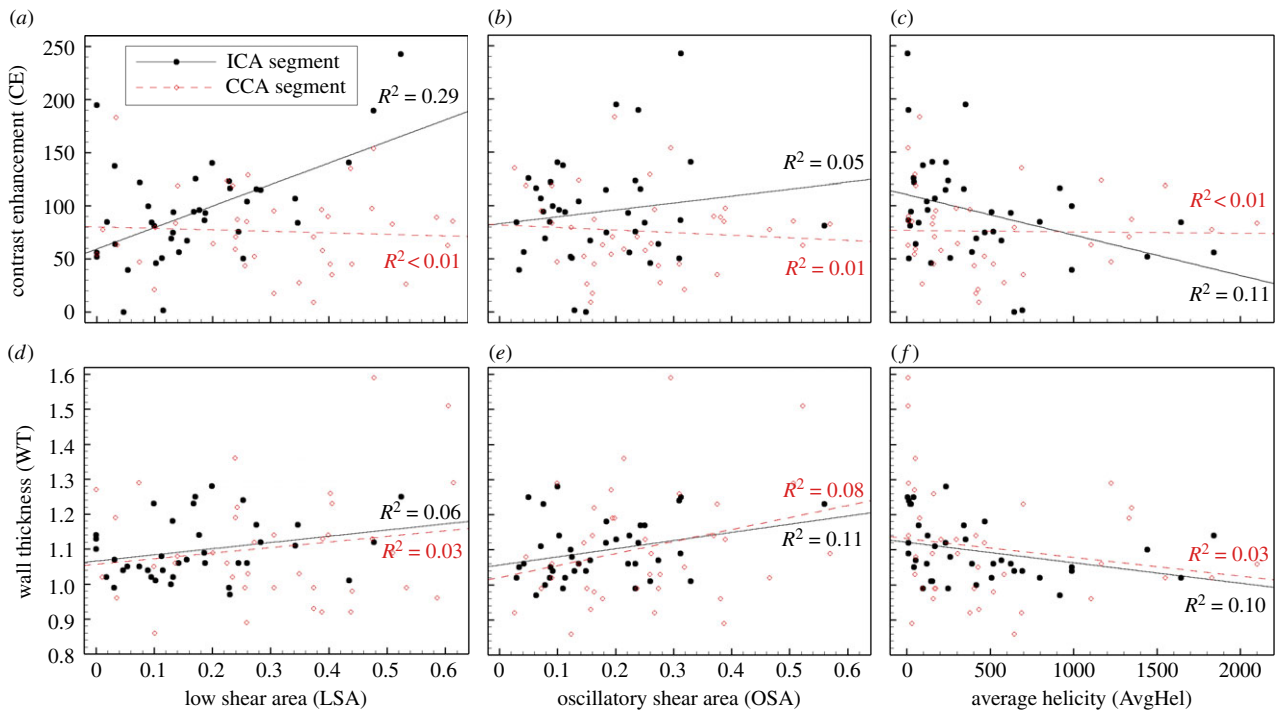 (a)
(b)
(c)
contrast enhancement (CE)
250
200
150
100
50
0
ICA segment
CCA segment
R² = 0.29
R² < 0.01
R² = 0.05
R² = 0.01
R² < 0.01
R² = 0.11
(d)
(e)
(f)
wall thickness (WT)
1.6
1.5
1.4
1.3
1.2
1.1
1.0
0.9
0.8
R² = 0.06
R² = 0.03
R² = 0.08
R² = 0.11
R² = 0.03
R² = 0.10
0 0.1 0.2 0.3 0.4 0.5 0.6
0 0.1 0.2 0.3 0.4 0.5 0.6
0 500 1000 1500 2000
low shear area (LSA)
oscillatory shear area (OSA)
average helicity (AvgHel)